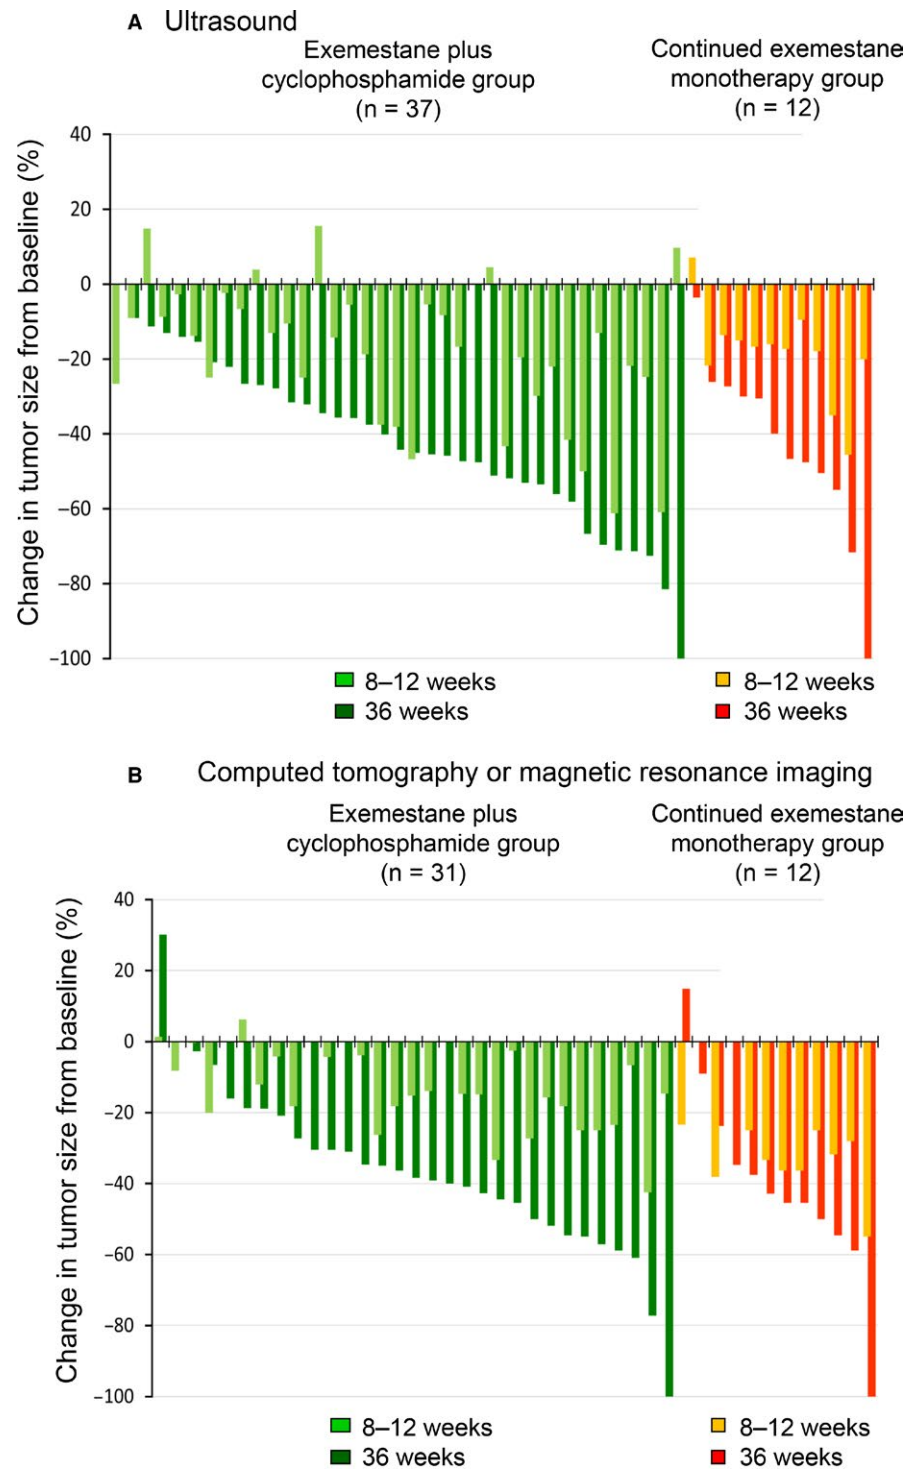 A Ultrasound
Exemestane plus
cyclophosphamide group
(n = 37)
Continued exemestane
monotherapy group
(n = 12)
Change in tumor size from baseline (%)
40
20
0
−20
−40
−60
−80
−100
8–12 weeks
36 weeks
8–12 weeks
36 weeks
B Computed tomography or magnetic resonance imaging
Exemestane plus
cyclophosphamide group
(n = 31)
Continued exemestane
monotherapy group
(n = 12)
Change in tumor size from baseline (%)
40
20
0
−20
−40
−60
−80
−100
8–12 weeks
36 weeks
8–12 weeks
36 weeks